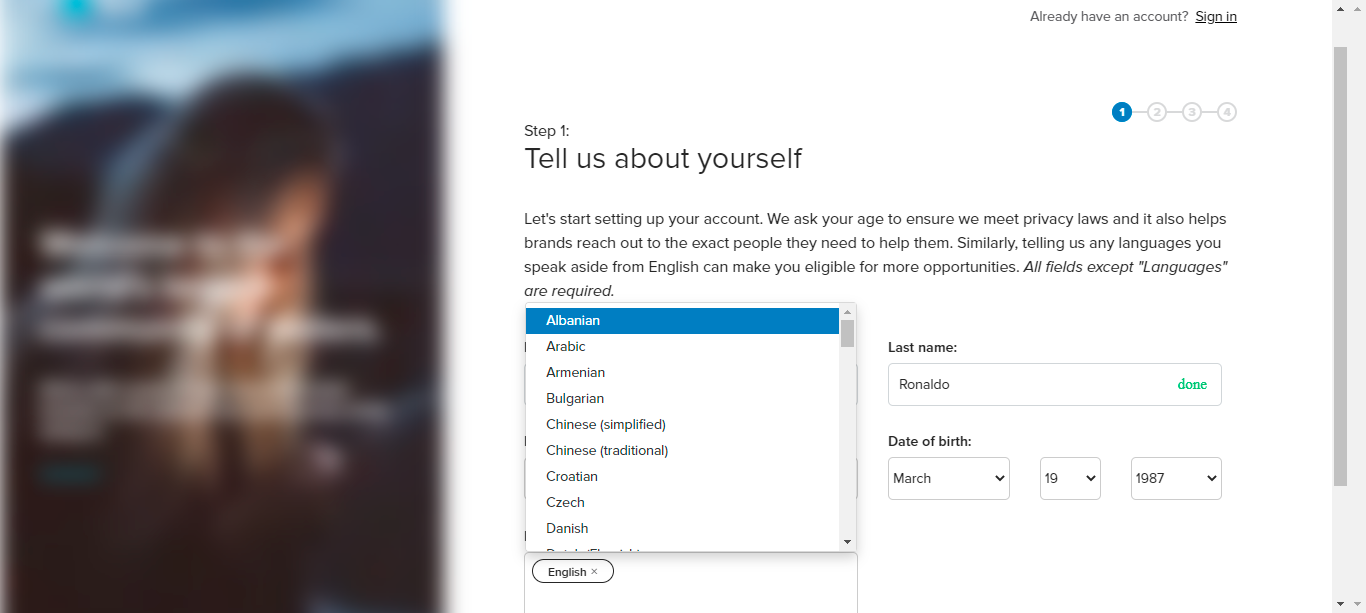 Already have an account? Sign in
1 2 3 4
Step 1:
Tell us about yourself
Let's start setting up your account. We ask your age to ensure we meet privacy laws and it also helps
brands reach out to the exact people they need to help them. Similarly, telling us any languages you
speak aside from English can make you eligible for more opportunities. All fields except "Languages"
are required.
Albanian
Arabic
Armenian
Bulgarian
Chinese (simplified)
Chinese (traditional)
Croatian
Czech
Danish
English ×
Last name:
Ronaldo done
Date of birth:
March 19 1987